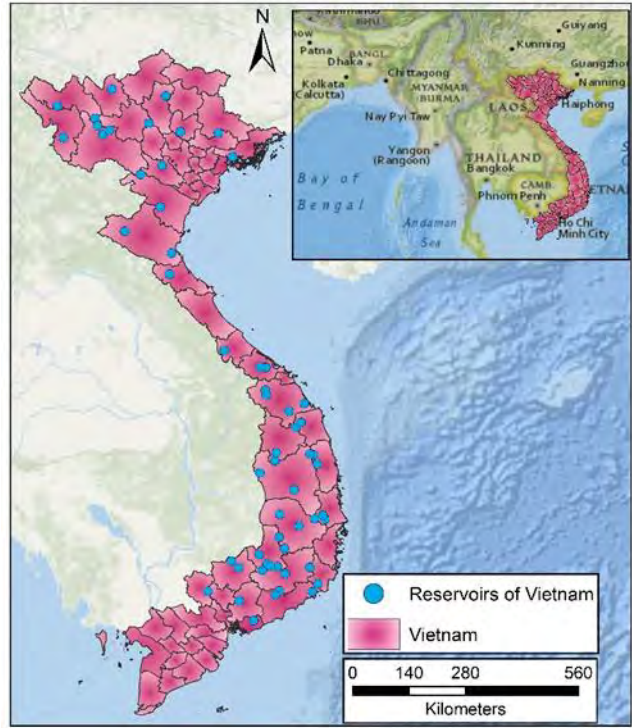 N
Guiyang
Patna
Kunming
Dhaka
BANGL.
Guangzho
Chittagong
Nanning
Kolkata
(Calcutta)
MYANMAR
BURMA
LAOS
Haiphong
Nay Pyi Taw
Yangon
(Rangoon)
THAILAND
Bangkok
Bay of
Bengal
CAMB.
Phnom Penh
Andaman
Sea
Ho Chi
Minh City
Reservoirs of Vietnam
Vietnam
0 140 280 560
Kilometers